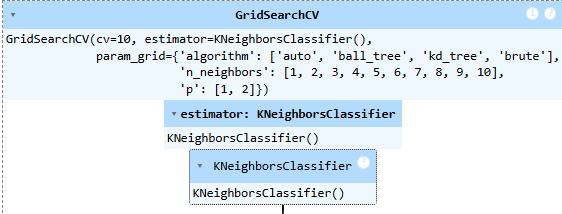 GridSearchCV
GridSearchCV(cv=10, estimator=KNeighborsClassifier(),
param_grid={'algorithm': ['auto', 'ball_tree', 'kd_tree', 'brute'],
'n_neighbors': [1, 2, 3, 4, 5, 6, 7, 8, 9, 10],
'p': [1, 2]})
estimator: KNeighborsClassifier
KNeighborsClassifier()
KNeighborsClassifier
KNeighborsClassifier()